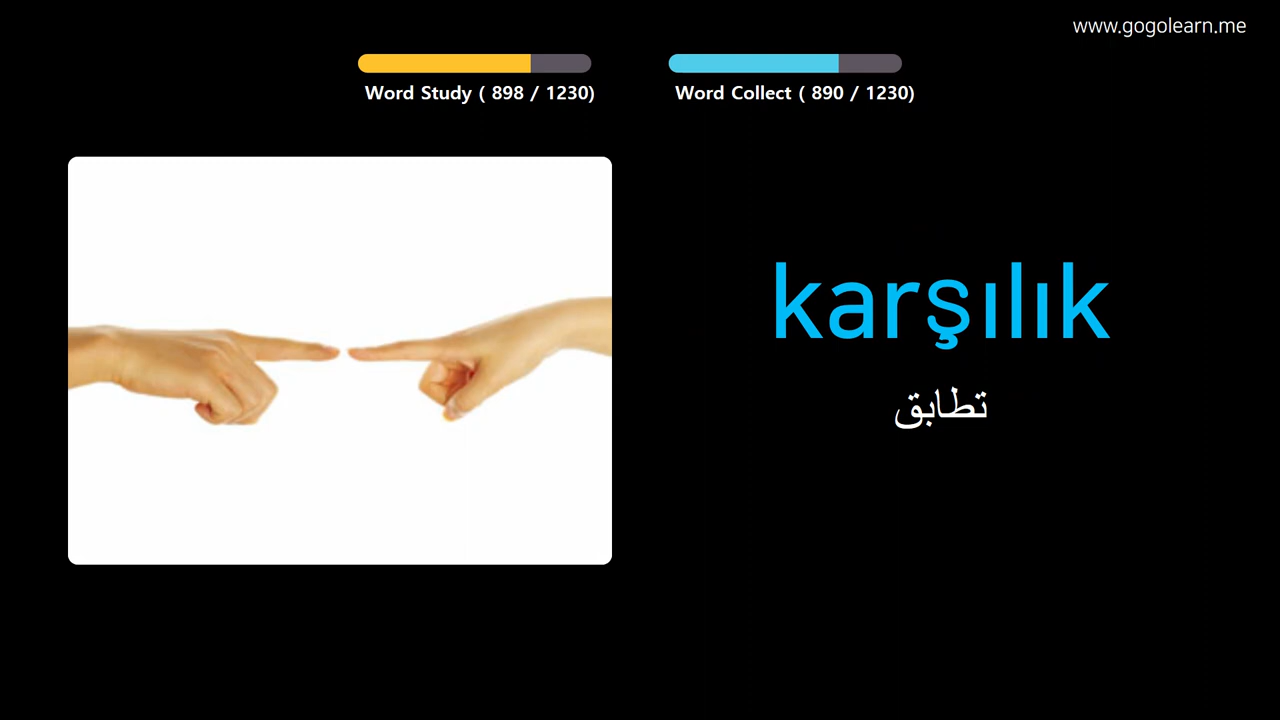 www.gogolearn.me
Word Study ( 898 / 1230)
Word Collect ( 890 / 1230)
karşılık
تطابق